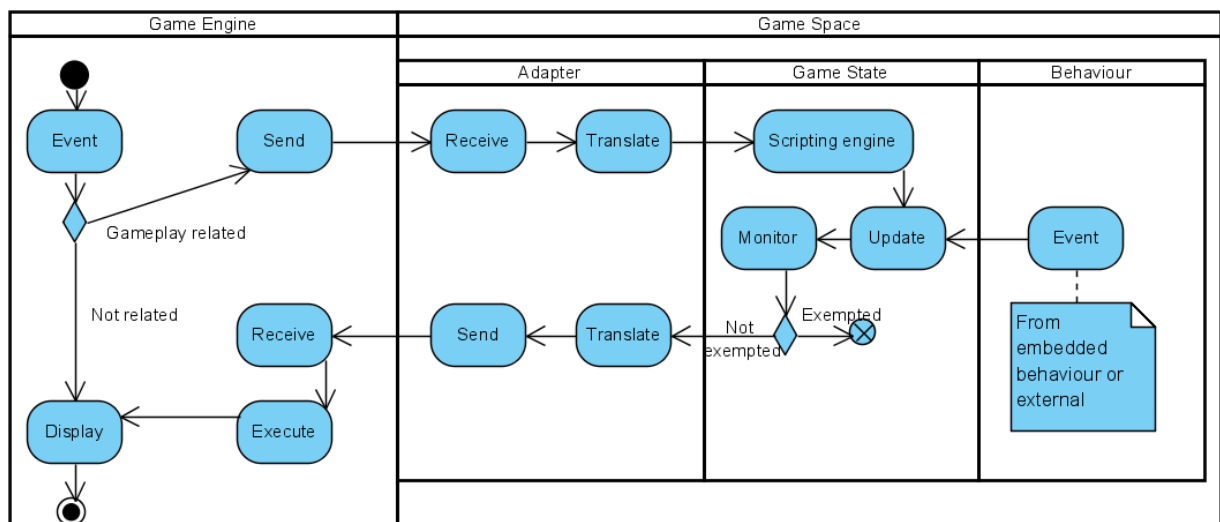 Game Engine
Game Space
Adapter
Game State
Behaviour
Event
Send
Receive
Translate
Scripting engine
Gameplay related
Monitor
Update
Event
Not related
Receive
Send
Translate
Not
exempted
Exempted
From
embedded
behaviour or
external
Display
Execute